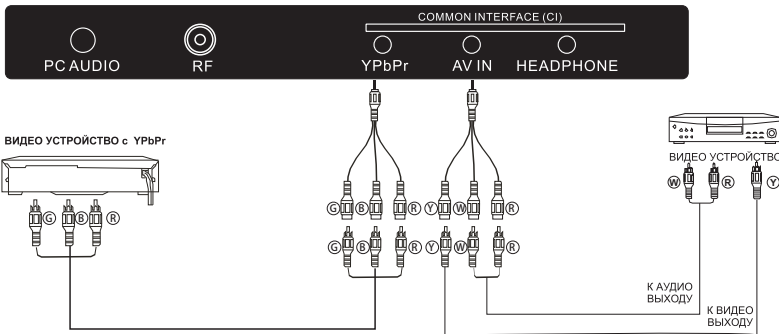 COMMON INTERFACE (CI)
PC AUDIO RF YPbPr AV IN HEADPHONE
ВИДЕО УСТРОЙСТВО с YPbPr
ВИДЕО УСТРОЙСТВО
W R Y
G B R Y W R
G B R
G B R Y W R
К АУДИО
ВЫХОДУ
К ВИДЕО
ВЫХОДУ